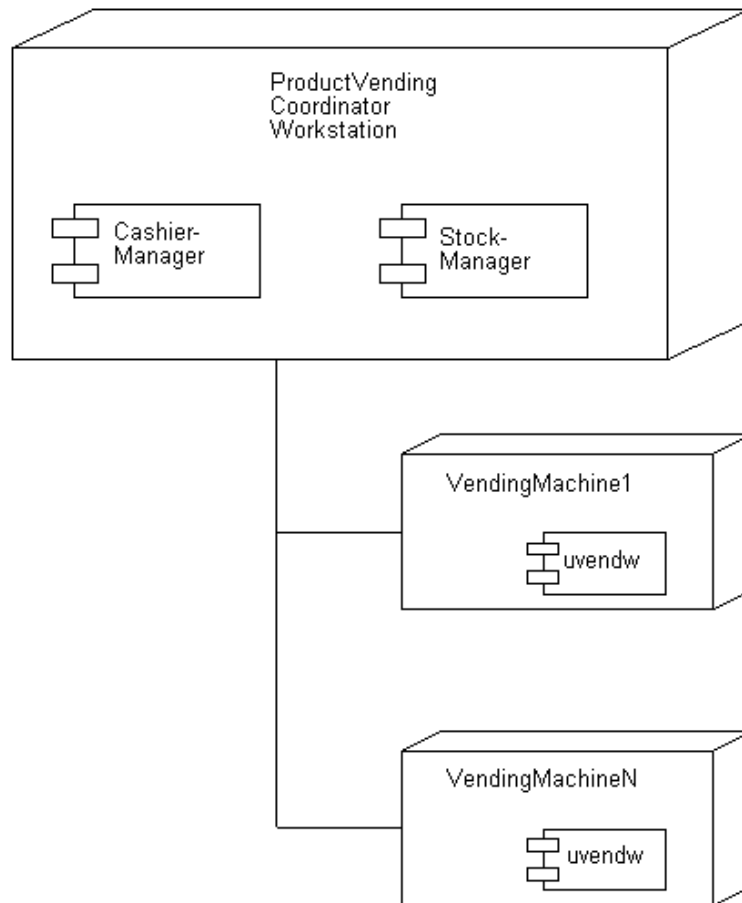 ProductVending
Coordinator
Workstation
Cashier-
Manager
Stock-
Manager
VendingMachine1
uvendw
VendingMachineN
uvendw